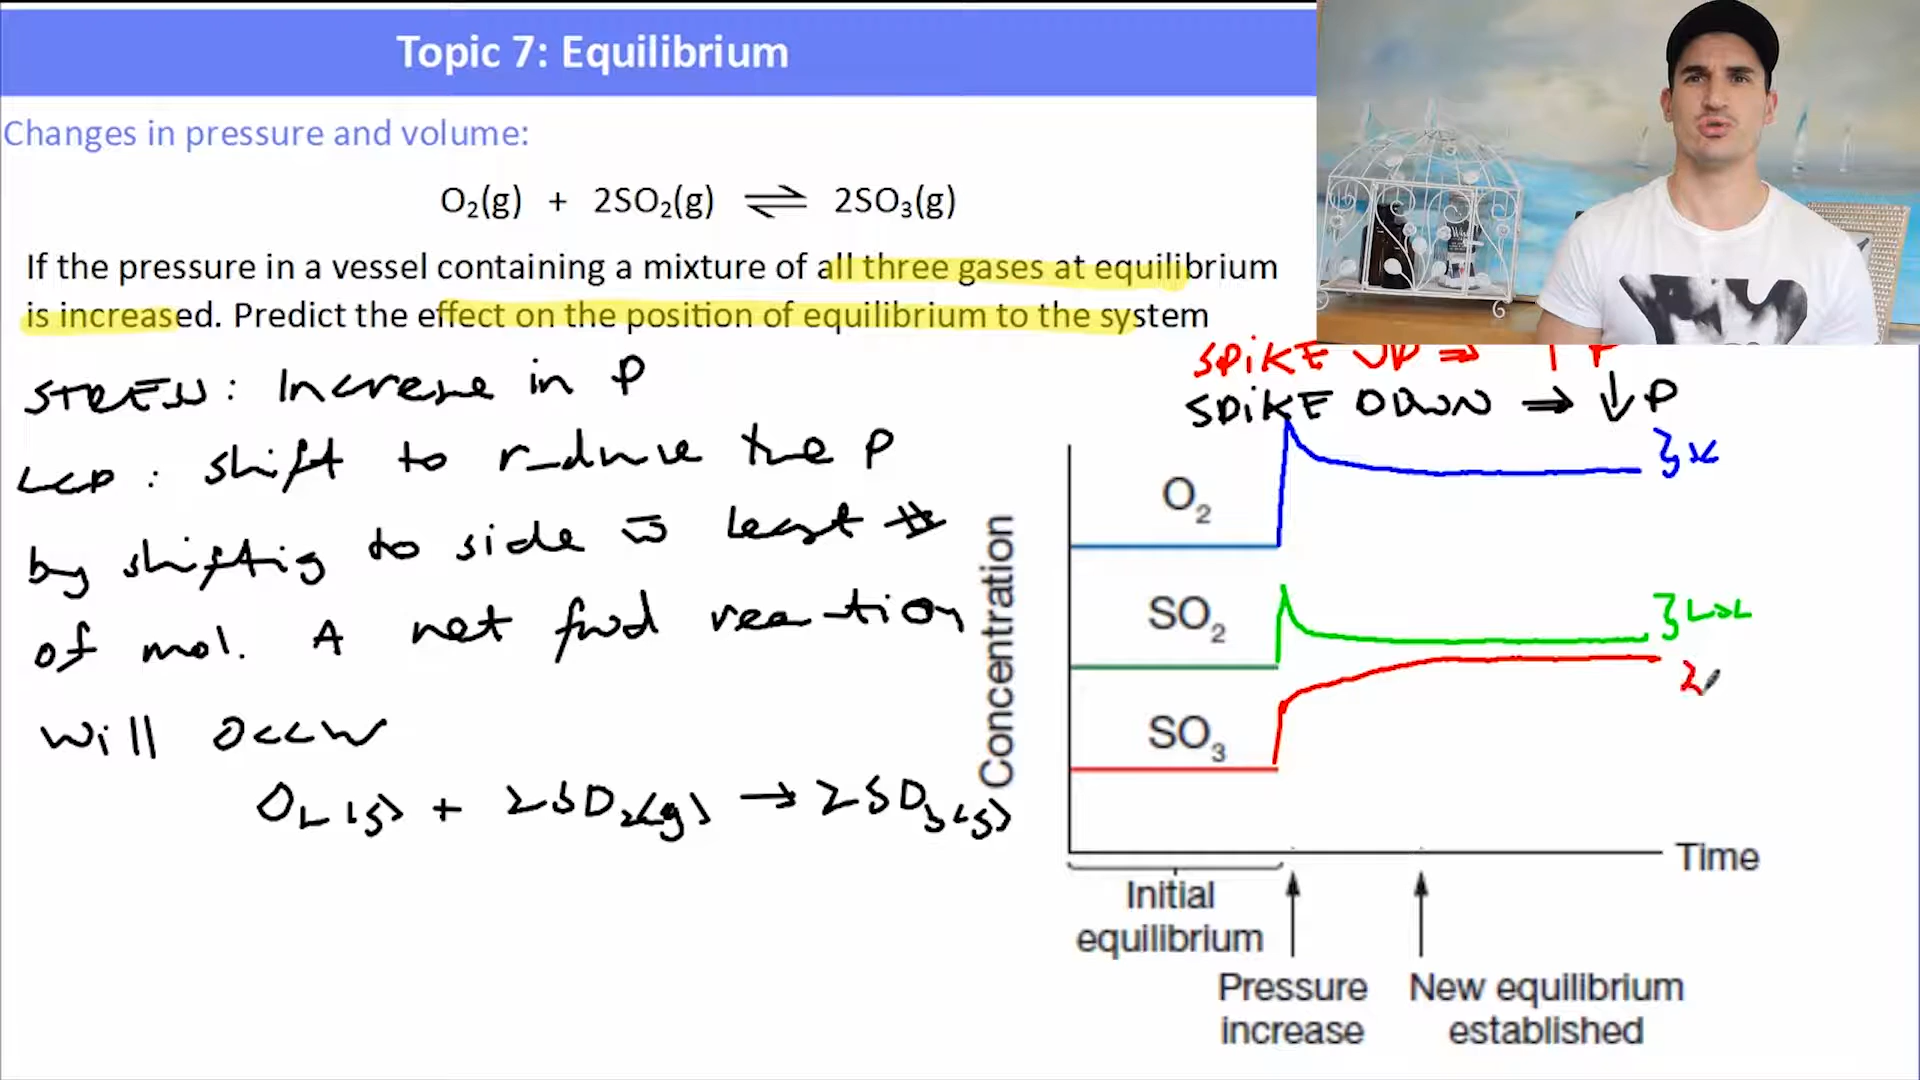 Topic 7: Equilibrium
Changes in pressure and volume:
O₂(g) + 2SO₂(g) ⇌ 2SO₃(g)
If the pressure in a vessel containing a mixture of all three gases at equilibrium
is increased. Predict the effect on the position of equilibrium to the system
STRESS: Increase in P
LCP: shift to reduce the P
by shiftig to side w̄ least #
of mol. A net fwd reaction
will occur
O₂(g) + 2SO₂(g) → 2SO₃(g)
SPIKE UP ⇒ ↑ P
SPIKE DOWN ⇒ ↓ P
Concentration
O₂
}x
SO₂
SO₃
Time
Initial
equilibrium
Pressure
increase
New equilibrium
established